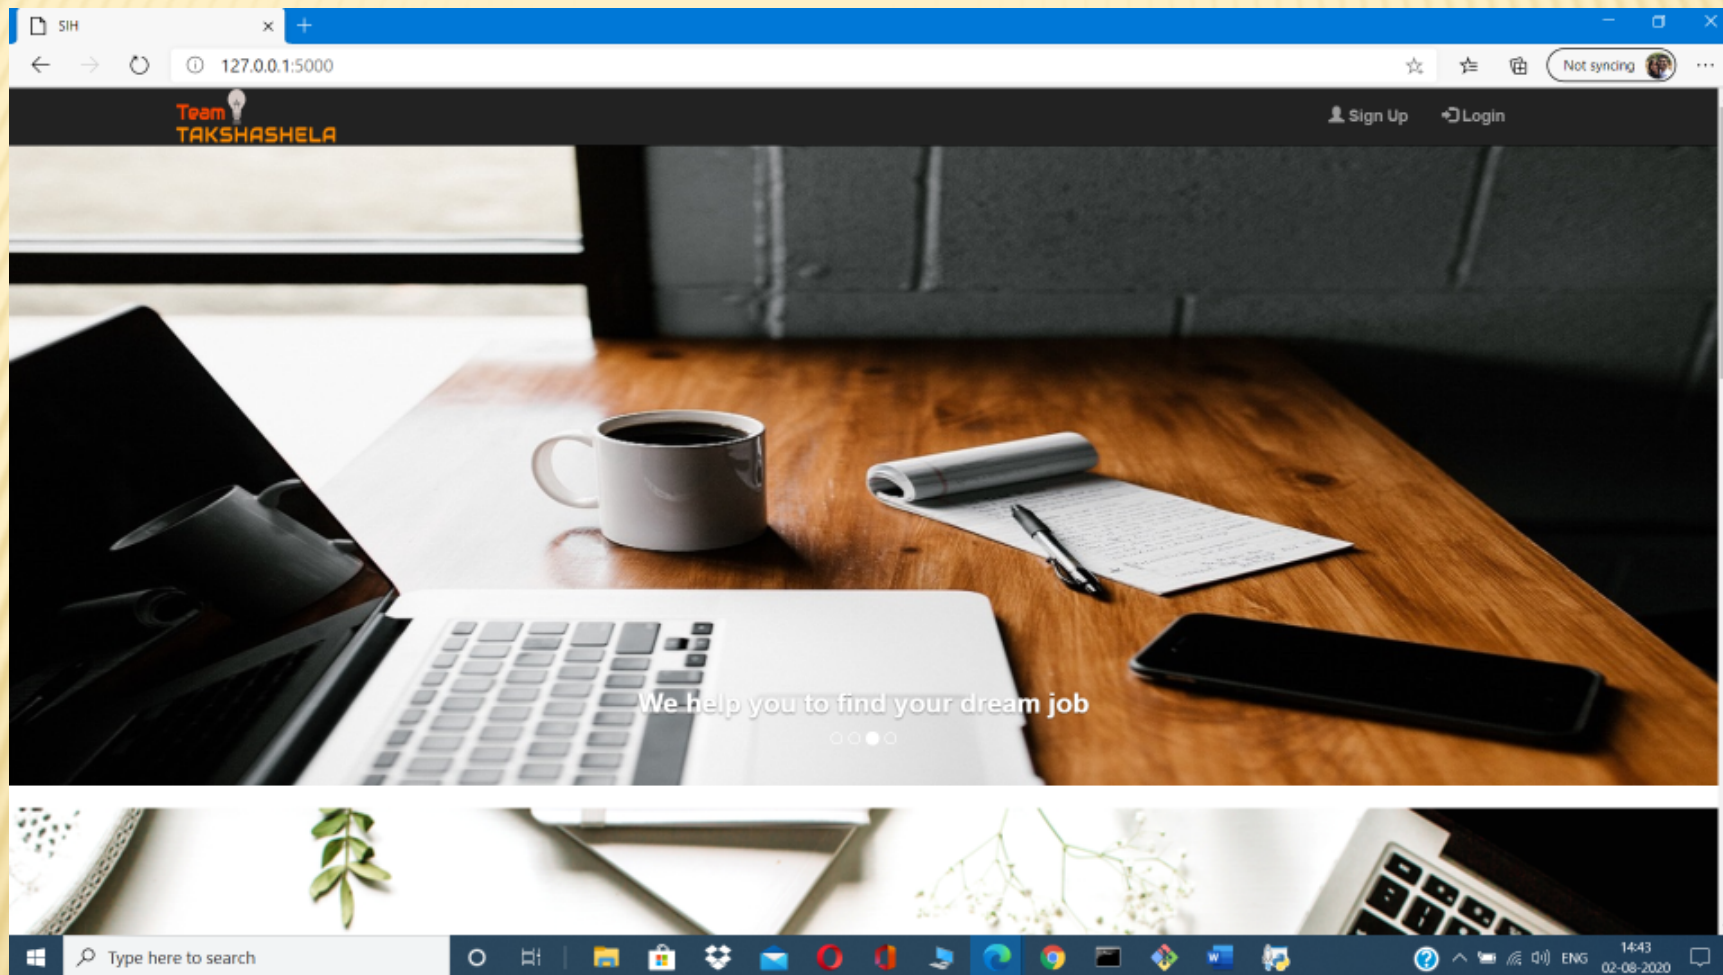 SIH
127.0.0.1:5000
Not syncing
Team
TAKSHASHELA
Sign Up
Login
We help you to find your dream job
Type here to search
ENG
14:43
02-08-2020